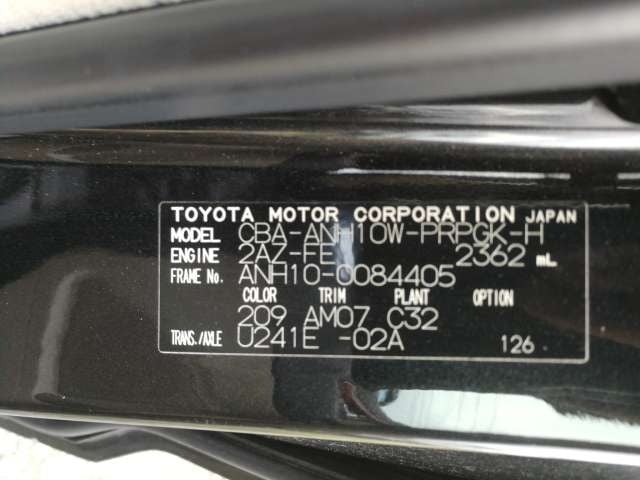 TOYOTA MOTOR CORPORATION JAPAN
MODEL CBA-ANH10W-PRPGK-H
ENGINE 2AZ-FE 2362 mL
FRAME No. ANH10-0084405
COLOR TRIM PLANT OPTION
209 AM07 C32
TRANS./AXLE U241E -02A 126